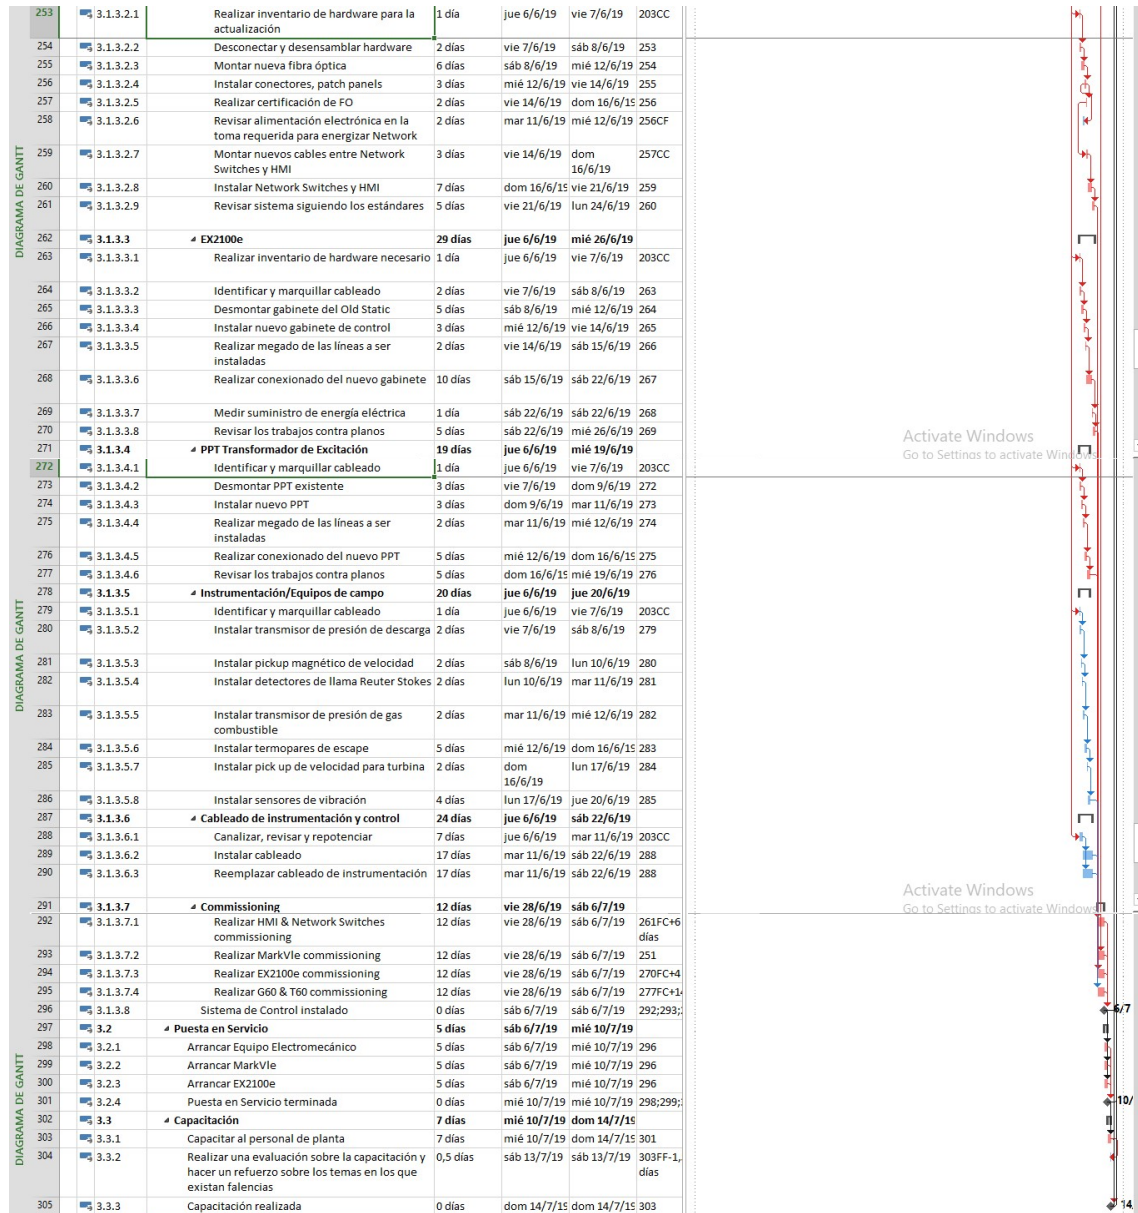 253 3.1.3.2.1 Realizar inventario de hardware para la 1 día jue 6/6/19 vie 7/6/19 203CC
actualización
254 3.1.3.2.2 Desconectar y desensamblar hardware 2 días vie 7/6/19 sáb 8/6/19 253
255 3.1.3.2.3 Montar nueva fibra óptica 6 días sáb 8/6/19 mié 12/6/19 254
256 3.1.3.2.4 Instalar conectores, patch panels 3 días mié 12/6/19 vie 14/6/19 255
257 3.1.3.2.5 Realizar certificación de FO 2 días vie 14/6/19 dom 16/6/19 256
258 3.1.3.2.6 Revisar alimentación electrónica en la 2 días mar 11/6/19 mié 12/6/19 256CF
toma requerida para energizar Network
259 3.1.3.2.7 Montar nuevos cables entre Network 3 días vie 14/6/19 dom 257CC
Switches y HMI 16/6/19
260 3.1.3.2.8 Instalar Network Switches y HMI 7 días dom 16/6/19 vie 21/6/19 259
261 3.1.3.2.9 Revisar sistema siguiendo los estándares 5 días vie 21/6/19 lun 24/6/19 260
DIAGRAMA DE GANTT
262 3.1.3.3 EX2100e 29 días jue 6/6/19 mié 26/6/19
263 3.1.3.3.1 Realizar inventario de hardware necesario 1 día jue 6/6/19 vie 7/6/19 203CC
264 3.1.3.3.2 Identificar y marquillar cableado 2 días vie 7/6/19 sáb 8/6/19 263
265 3.1.3.3.3 Desmontar gabinete del Old Static 5 días sáb 8/6/19 mié 12/6/19 264
266 3.1.3.3.4 Instalar nuevo gabinete de control 3 días mié 12/6/19 vie 14/6/19 265
267 3.1.3.3.5 Realizar megado de las líneas a ser 2 días vie 14/6/19 sáb 15/6/19 266
instaladas
268 3.1.3.3.6 Realizar conexionado del nuevo gabinete 10 días sáb 15/6/19 sáb 22/6/19 267
269 3.1.3.3.7 Medir suministro de energía eléctrica 1 día sáb 22/6/19 sáb 22/6/19 268
270 3.1.3.3.8 Revisar los trabajos contra planos 5 días sáb 22/6/19 mié 26/6/19 269
Activate Windows
271 3.1.3.4 PPT Transformador de Excitación 19 días jue 6/6/19 mié 19/6/19
Go to Settings to activate Windows
272 3.1.3.4.1 Identificar y marquillar cableado 1 día jue 6/6/19 vie 7/6/19 203CC
273 3.1.3.4.2 Desmontar PPT existente 3 días vie 7/6/19 dom 9/6/19 272
274 3.1.3.4.3 Instalar nuevo PPT 3 días dom 9/6/19 mar 11/6/19 273
275 3.1.3.4.4 Realizar megado de las líneas a ser 2 días mar 11/6/19 mié 12/6/19 274
instaladas
276 3.1.3.4.5 Realizar conexionado del nuevo PPT 5 días mié 12/6/19 dom 16/6/19 275
277 3.1.3.4.6 Revisar los trabajos contra planos 5 días dom 16/6/19 mié 19/6/19 276
278 3.1.3.5 Instrumentación/Equipos de campo 20 días jue 6/6/19 jue 20/6/19
279 3.1.3.5.1 Identificar y marquillar cableado 1 día jue 6/6/19 vie 7/6/19 203CC
280 3.1.3.5.2 Instalar transmisor de presión de descarga 2 días vie 7/6/19 sáb 8/6/19 279
DIAGRAMA DE GANTT
281 3.1.3.5.3 Instalar pickup magnético de velocidad 2 días sáb 8/6/19 lun 10/6/19 280
282 3.1.3.5.4 Instalar detectores de llama Reuter Stokes 2 días lun 10/6/19 mar 11/6/19 281
283 3.1.3.5.5 Instalar transmisor de presión de gas 2 días mar 11/6/19 mié 12/6/19 282
combustible
284 3.1.3.5.6 Instalar termopares de escape 5 días mié 12/6/19 dom 16/6/19 283
285 3.1.3.5.7 Instalar pick up de velocidad para turbina 2 días dom lun 17/6/19 284
16/6/19
286 3.1.3.5.8 Instalar sensores de vibración 4 días lun 17/6/19 jue 20/6/19 285
287 3.1.3.6 Cableado de instrumentación y control 24 días jue 6/6/19 sáb 22/6/19
288 3.1.3.6.1 Canalizar, revisar y repotenciar 7 días jue 6/6/19 mar 11/6/19 203CC
289 3.1.3.6.2 Instalar cableado 17 días mar 11/6/19 sáb 22/6/19 288
290 3.1.3.6.3 Reemplazar cableado de instrumentación 17 días mar 11/6/19 sáb 22/6/19 288
Activate Windows
291 3.1.3.7 Commissioning 12 días vie 28/6/19 sáb 6/7/19
Go to Settings to activate Windows
292 3.1.3.7.1 Realizar HMI & Network Switches 12 días vie 28/6/19 sáb 6/7/19 261FC+6
commissioning días
293 3.1.3.7.2 Realizar MarkVIe commissioning 12 días vie 28/6/19 sáb 6/7/19 251
294 3.1.3.7.3 Realizar EX2100e commissioning 12 días vie 28/6/19 sáb 6/7/19 270FC+4
295 3.1.3.7.4 Realizar G60 & T60 commissioning 12 días vie 28/6/19 sáb 6/7/19 277FC+14
296 3.1.3.8 Sistema de Control instalado 0 días sáb 6/7/19 sáb 6/7/19 292;293; 6/7
297 3.2 Puesta en Servicio 5 días sáb 6/7/19 mié 10/7/19
298 3.2.1 Arrancar Equipo Electromecánico 5 días sáb 6/7/19 mié 10/7/19 296
299 3.2.2 Arrancar MarkVIe 5 días sáb 6/7/19 mié 10/7/19 296
300 3.2.3 Arrancar EX2100e 5 días sáb 6/7/19 mié 10/7/19 296
301 3.2.4 Puesta en Servicio terminada 0 días mié 10/7/19 mié 10/7/19 298;299; 10/
DIAGRAMA DE GANTT
302 3.3 Capacitación 7 días mié 10/7/19 dom 14/7/19
303 3.3.1 Capacitar al personal de planta 7 días mié 10/7/19 dom 14/7/19 301
304 3.3.2 Realizar una evaluación sobre la capacitación y 0,5 días sáb 13/7/19 sáb 13/7/19 303FF-1,
hacer un refuerzo sobre los temas en los que días
existan falencias
305 3.3.3 Capacitación realizada 0 días dom 14/7/19 dom 14/7/19 303 14